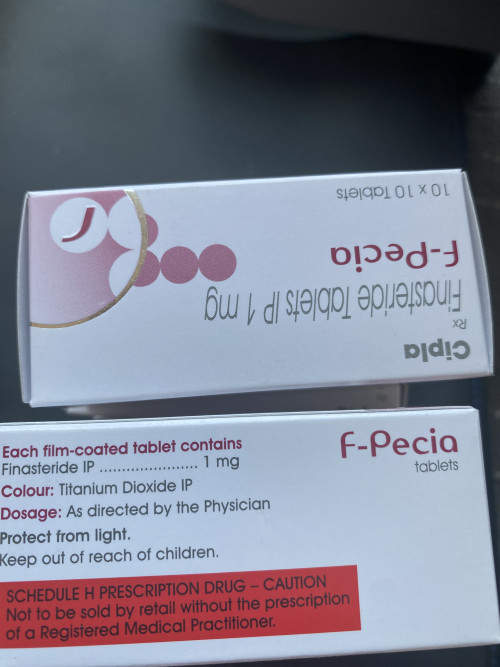 10 x 10 Tablets
F-Pecia
Finasteride Tablets IP 1 mg
Rx
Cipla
Each film-coated tablet contains
Finasteride IP ...................... 1 mg
Colour: Titanium Dioxide IP
Dosage: As directed by the Physician
Protect from light.
Keep out of reach of children.
SCHEDULE H PRESCRIPTION DRUG – CAUTION
Not to be sold by retail without the prescription
of a Registered Medical Practitioner.
F-Pecia
tablets